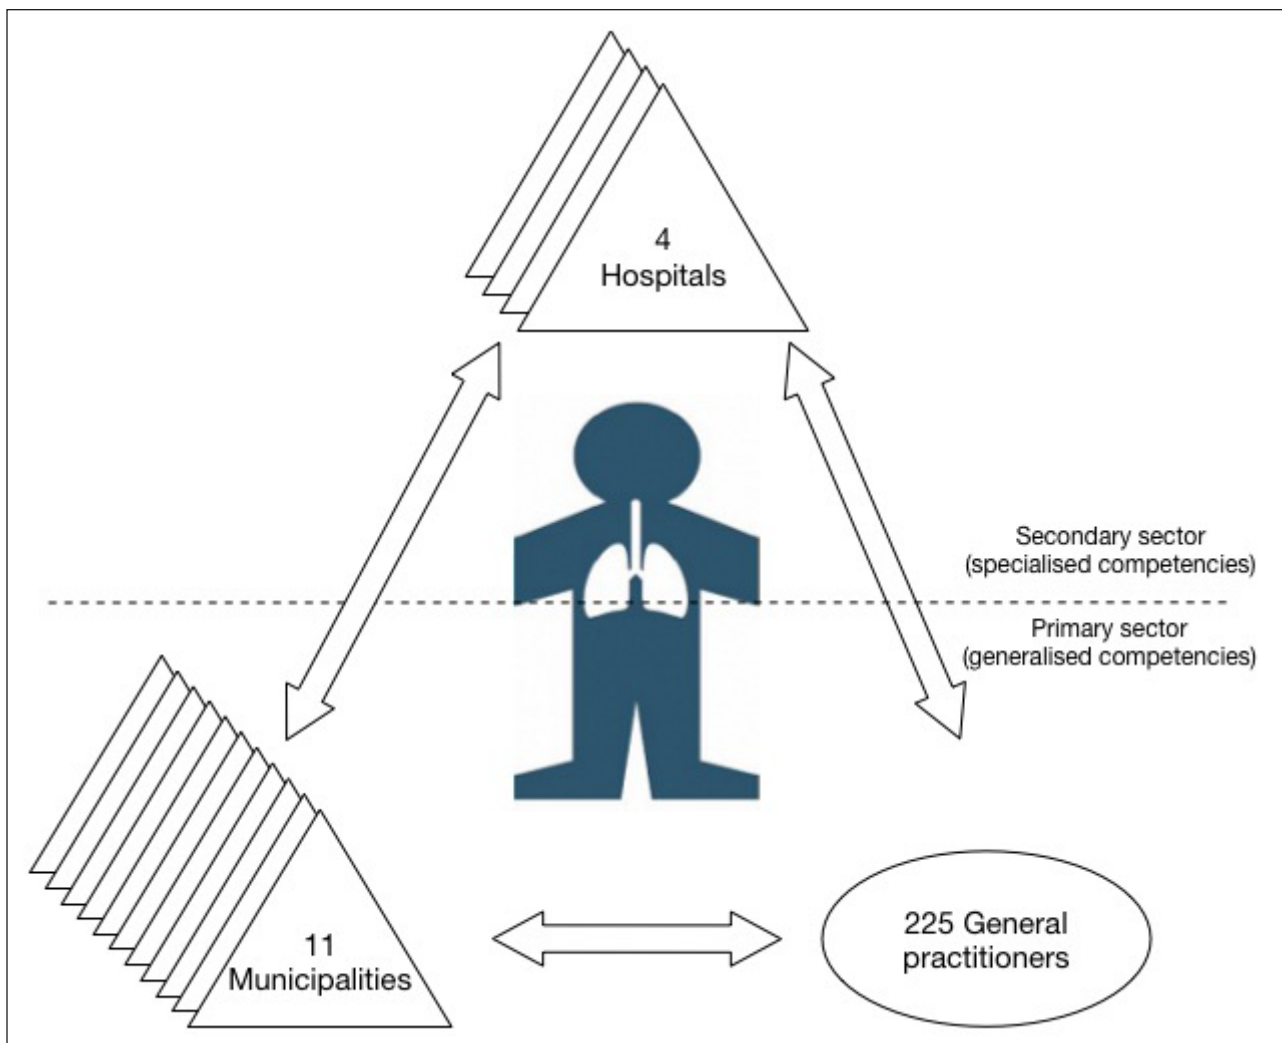 4
Hospitals
Secondary sector
(specialised competencies)
Primary sector
(generalised competencies)
11
Municipalities
225 General
practitioners